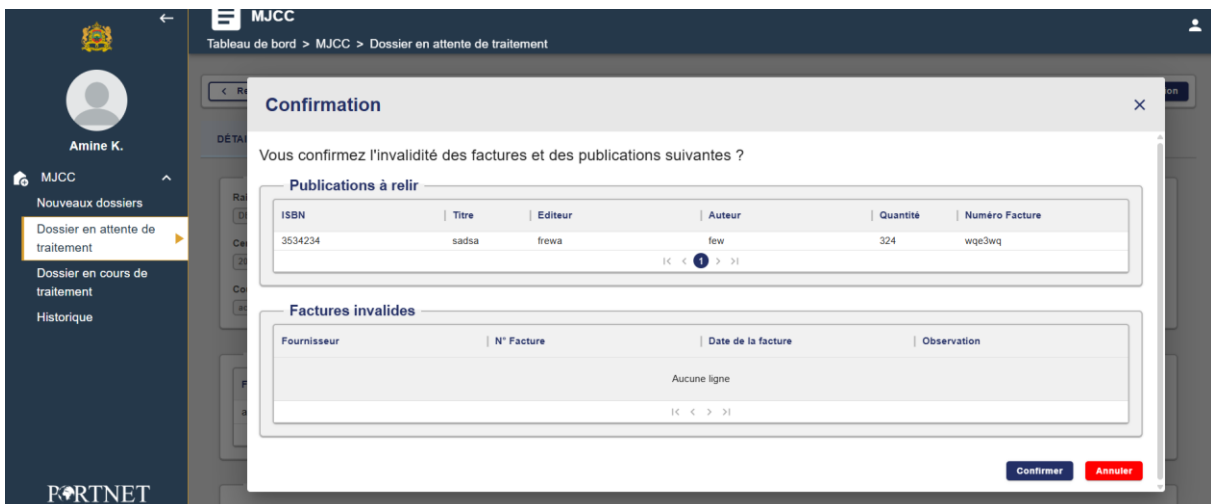 MJCC
Tableau de bord > MJCC > Dossier en attente de traitement
Amine K.
MJCC
Nouveaux dossiers
Dossier en attente de
traitement
Dossier en cours de
traitement
Historique
PORTNET
Confirmation
Vous confirmez l'invalidité des factures et des publications suivantes ?
Publications à relir
ISBN | Titre | Editeur | Auteur | Quantité | Numéro Facture
3534234 sadsa frewa few 324 wqe3wq
1
Factures invalides
Fournisseur | N° Facture | Date de la facture | Observation
Aucune ligne
Confirmer Annuler